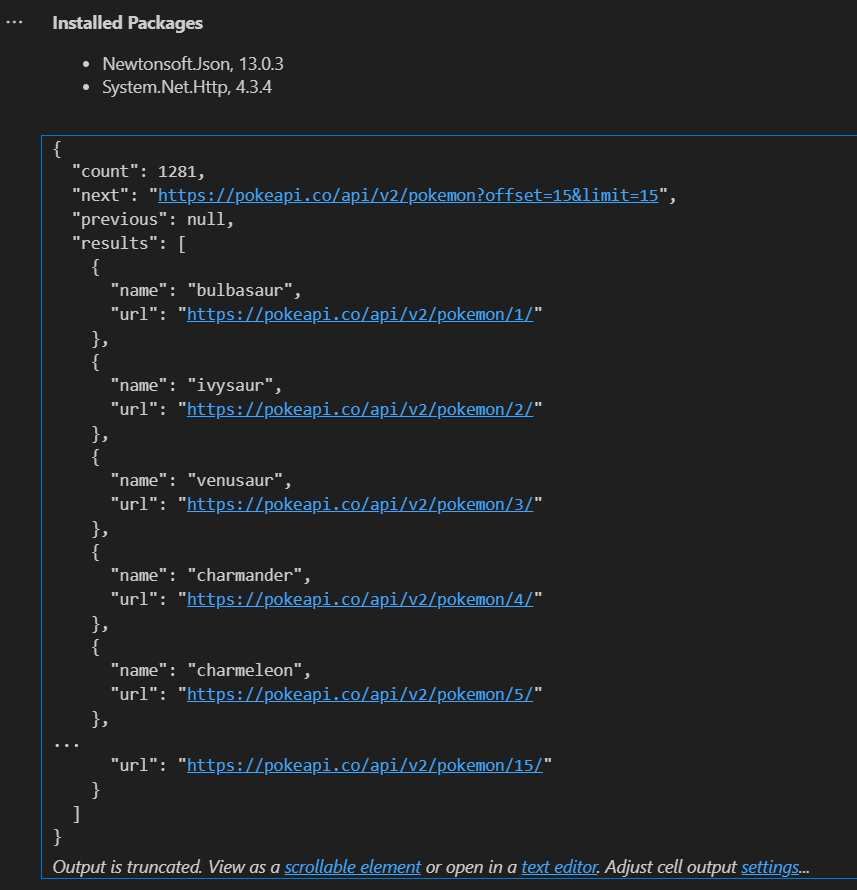 ...
Installed Packages
• Newtonsoft.Json, 13.0.3
• System.Net.Http, 4.3.4
{
  "count": 1281,
  "next": "https://pokeapi.co/api/v2/pokemon?offset=15&limit=15",
  "previous": null,
  "results": [
    {
      "name": "bulbasaur",
      "url": "https://pokeapi.co/api/v2/pokemon/1/"
    },
    {
      "name": "ivysaur",
      "url": "https://pokeapi.co/api/v2/pokemon/2/"
    },
    {
      "name": "venusaur",
      "url": "https://pokeapi.co/api/v2/pokemon/3/"
    },
    {
      "name": "charmander",
      "url": "https://pokeapi.co/api/v2/pokemon/4/"
    },
    {
      "name": "charmeleon",
      "url": "https://pokeapi.co/api/v2/pokemon/5/"
    },
...
      "url": "https://pokeapi.co/api/v2/pokemon/15/"
    }
  ]
}
Output is truncated. View as a scrollable element or open in a text editor. Adjust cell output settings...